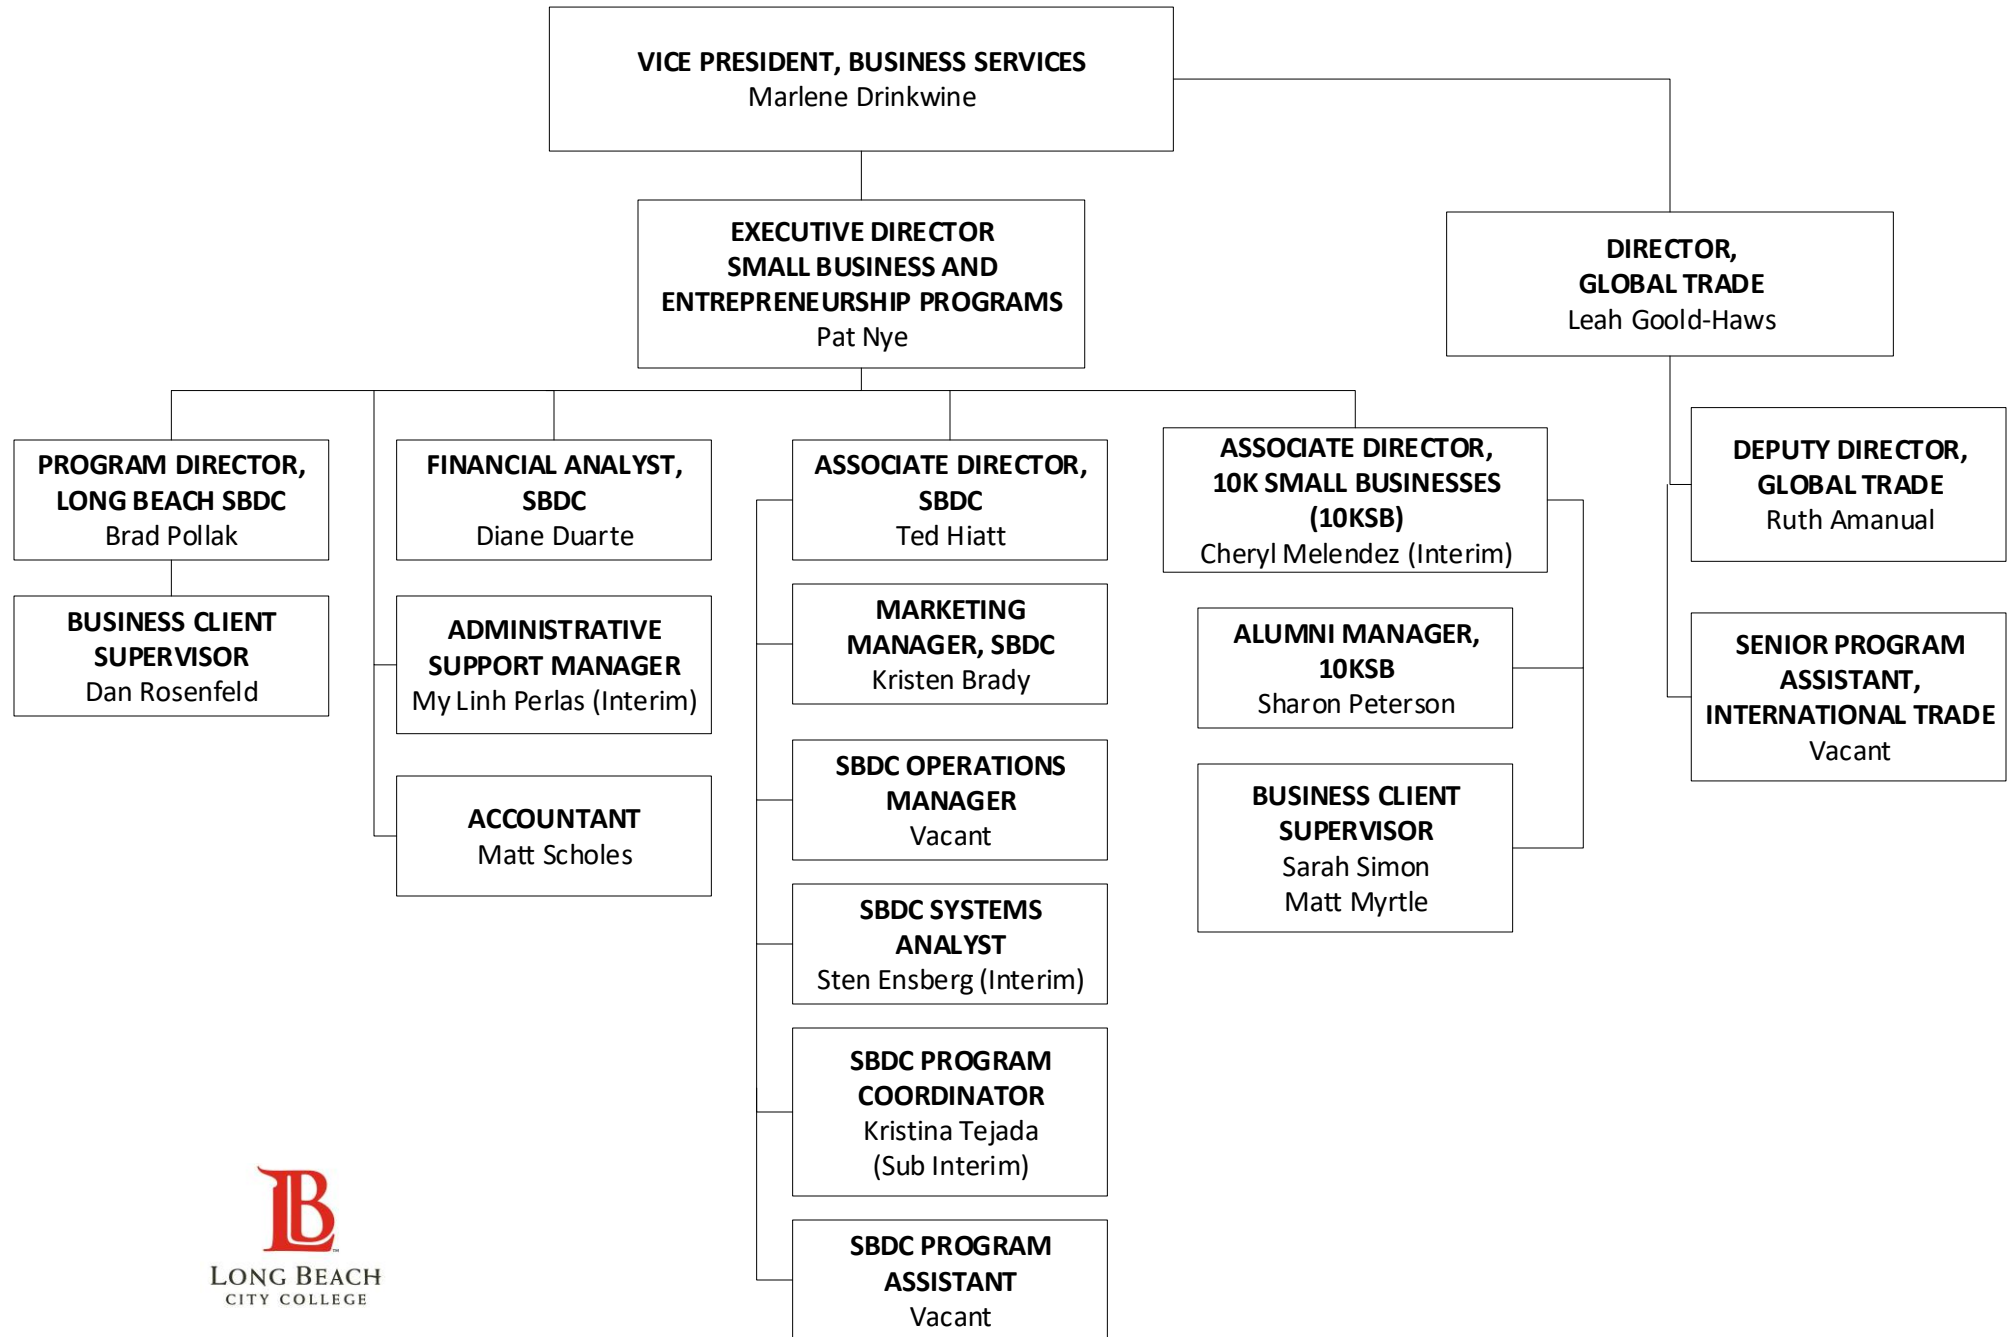 VICE PRESIDENT, BUSINESS SERVICES
Marlene Drinkwine
EXECUTIVE DIRECTOR
SMALL BUSINESS AND
ENTREPRENEURSHIP PROGRAMS
Pat Nye
DIRECTOR,
GLOBAL TRADE
Leah Goold-Haws
PROGRAM DIRECTOR,
LONG BEACH SBDC
Brad Pollak
BUSINESS CLIENT
SUPERVISOR
Dan Rosenfeld
FINANCIAL ANALYST,
SBDC
Diane Duarte
ADMINISTRATIVE
SUPPORT MANAGER
My Linh Perlas (Interim)
ACCOUNTANT
Matt Scholes
ASSOCIATE DIRECTOR,
SBDC
Ted Hiatt
MARKETING
MANAGER, SBDC
Kristen Brady
SBDC OPERATIONS
MANAGER
Vacant
SBDC SYSTEMS
ANALYST
Sten Ensberg (Interim)
SBDC PROGRAM
COORDINATOR
Kristina Tejada
(Sub Interim)
SBDC PROGRAM
ASSISTANT
Vacant
ASSOCIATE DIRECTOR,
10K SMALL BUSINESSES
(10KSB)
Cheryl Melendez (Interim)
ALUMNI MANAGER,
10KSB
Sharon Peterson
BUSINESS CLIENT
SUPERVISOR
Sarah Simon
Matt Myrtle
DEPUTY DIRECTOR,
GLOBAL TRADE
Ruth Amanual
SENIOR PROGRAM
ASSISTANT,
INTERNATIONAL TRADE
Vacant
LB
LONG BEACH
CITY COLLEGE